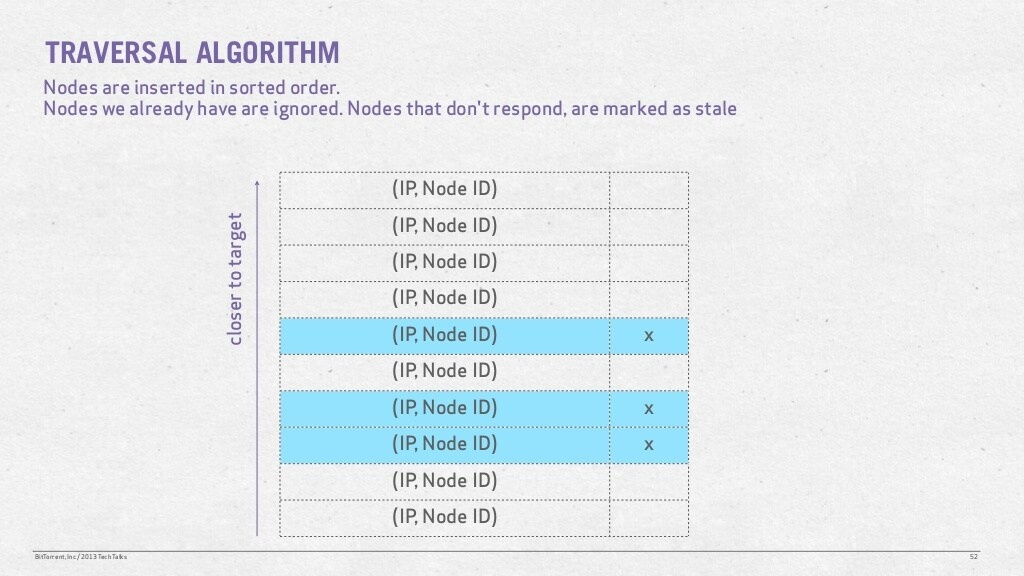 TRAVERSAL ALGORITHM
Nodes are inserted in sorted order.
Nodes we already have are ignored. Nodes that don't respond, are marked as stale
closer to target
(IP, Node ID)
(IP, Node ID)
(IP, Node ID)
(IP, Node ID)
(IP, Node ID) x
(IP, Node ID)
(IP, Node ID) x
(IP, Node ID) x
(IP, Node ID)
(IP, Node ID)
BitTorrent, Inc / 2013 Tech Talks 52